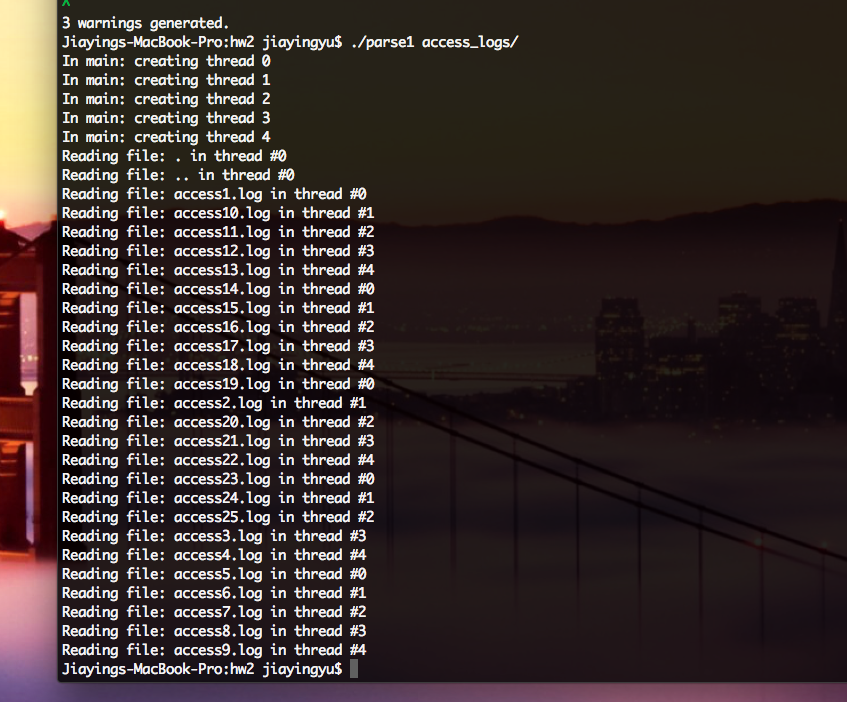 ^
3 warnings generated.
Jiayings-MacBook-Pro:hw2 jiayingyu$ ./parse1 access_logs/
In main: creating thread 0
In main: creating thread 1
In main: creating thread 2
In main: creating thread 3
In main: creating thread 4
Reading file: . in thread #0
Reading file: .. in thread #0
Reading file: access1.log in thread #0
Reading file: access10.log in thread #1
Reading file: access11.log in thread #2
Reading file: access12.log in thread #3
Reading file: access13.log in thread #4
Reading file: access14.log in thread #0
Reading file: access15.log in thread #1
Reading file: access16.log in thread #2
Reading file: access17.log in thread #3
Reading file: access18.log in thread #4
Reading file: access19.log in thread #0
Reading file: access2.log in thread #1
Reading file: access20.log in thread #2
Reading file: access21.log in thread #3
Reading file: access22.log in thread #4
Reading file: access23.log in thread #0
Reading file: access24.log in thread #1
Reading file: access25.log in thread #2
Reading file: access3.log in thread #3
Reading file: access4.log in thread #4
Reading file: access5.log in thread #0
Reading file: access6.log in thread #1
Reading file: access7.log in thread #2
Reading file: access8.log in thread #3
Reading file: access9.log in thread #4
Jiayings-MacBook-Pro:hw2 jiayingyu$